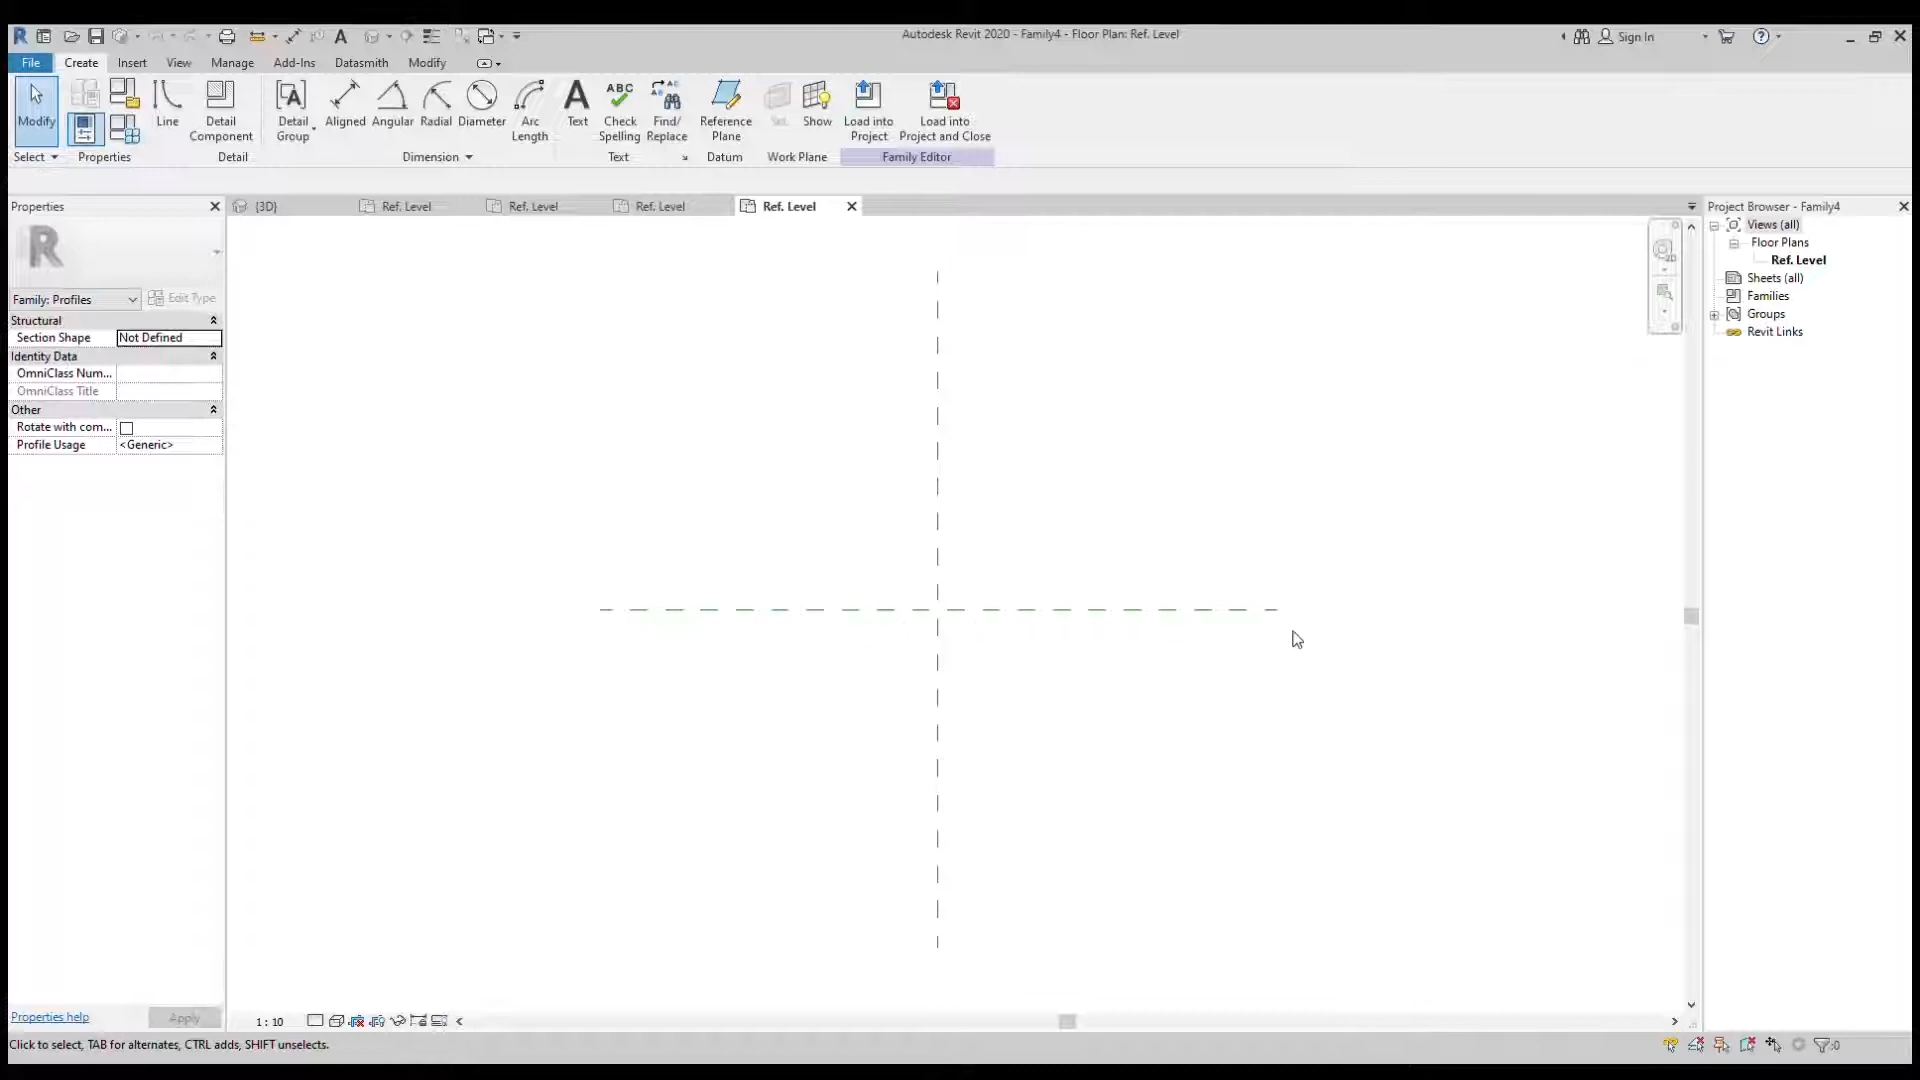 Autodesk Revit 2020 - Family4 - Floor Plan: Ref. Level
Sign In
File Create Insert View Manage Add-Ins Datasmith Modify
Modify
Line
Detail Component
Detail Group
Aligned
Angular
Radial
Diameter
Arc Length
Text
ABC
Check Spelling
Find/ Replace
Reference Plane
Set
Show
Load into Project
Load into Project and Close
Select Properties Detail Dimension Text Datum Work Plane Family Editor
Properties
{3D} Ref. Level Ref. Level Ref. Level Ref. Level
Project Browser - Family4
Views (all)
Floor Plans
Ref. Level
Sheets (all)
Families
Groups
Revit Links
Family: Profiles Edit Type
Structural
Section Shape Not Defined
Identity Data
OmniClass Num...
OmniClass Title
Other
Rotate with com...
Profile Usage <Generic>
Properties help Apply
1 : 10
Click to select, TAB for alternates, CTRL adds, SHIFT unselects.
:0